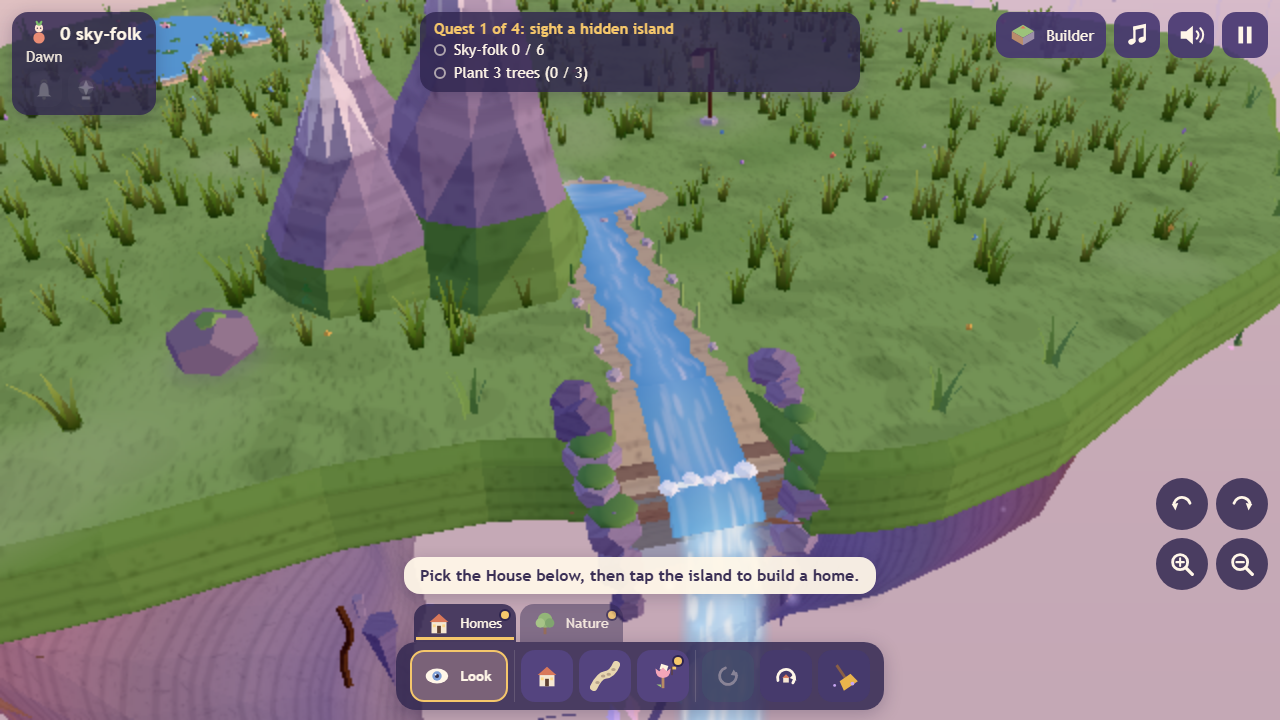 0 sky-folk
Dawn
Quest 1 of 4: sight a hidden island
Sky-folk 0 / 6
Plant 3 trees (0 / 3)
Builder
Pick the House below, then tap the island to build a home.
Homes
Nature
Look